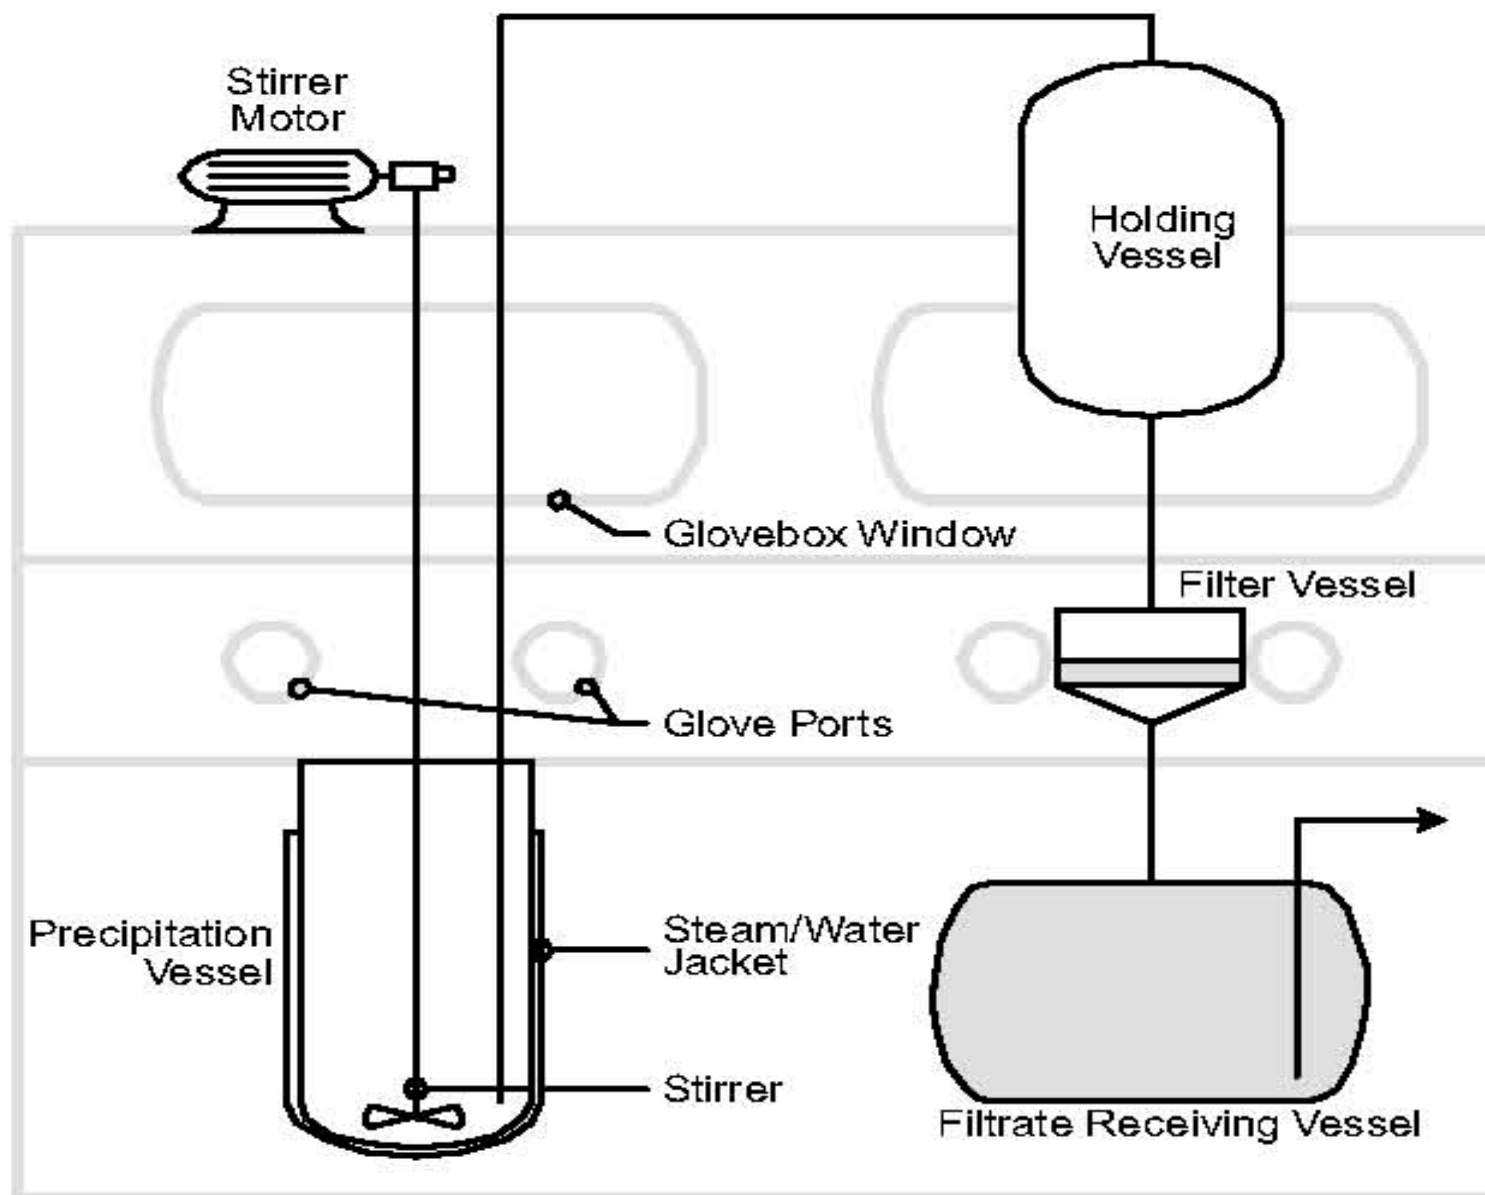 Stirrer
Motor
Holding
Vessel
Glovebox Window
Filter Vessel
Glove Ports
Precipitation
Vessel
Steam/Water
Jacket
Stirrer
Filtrate Receiving Vessel